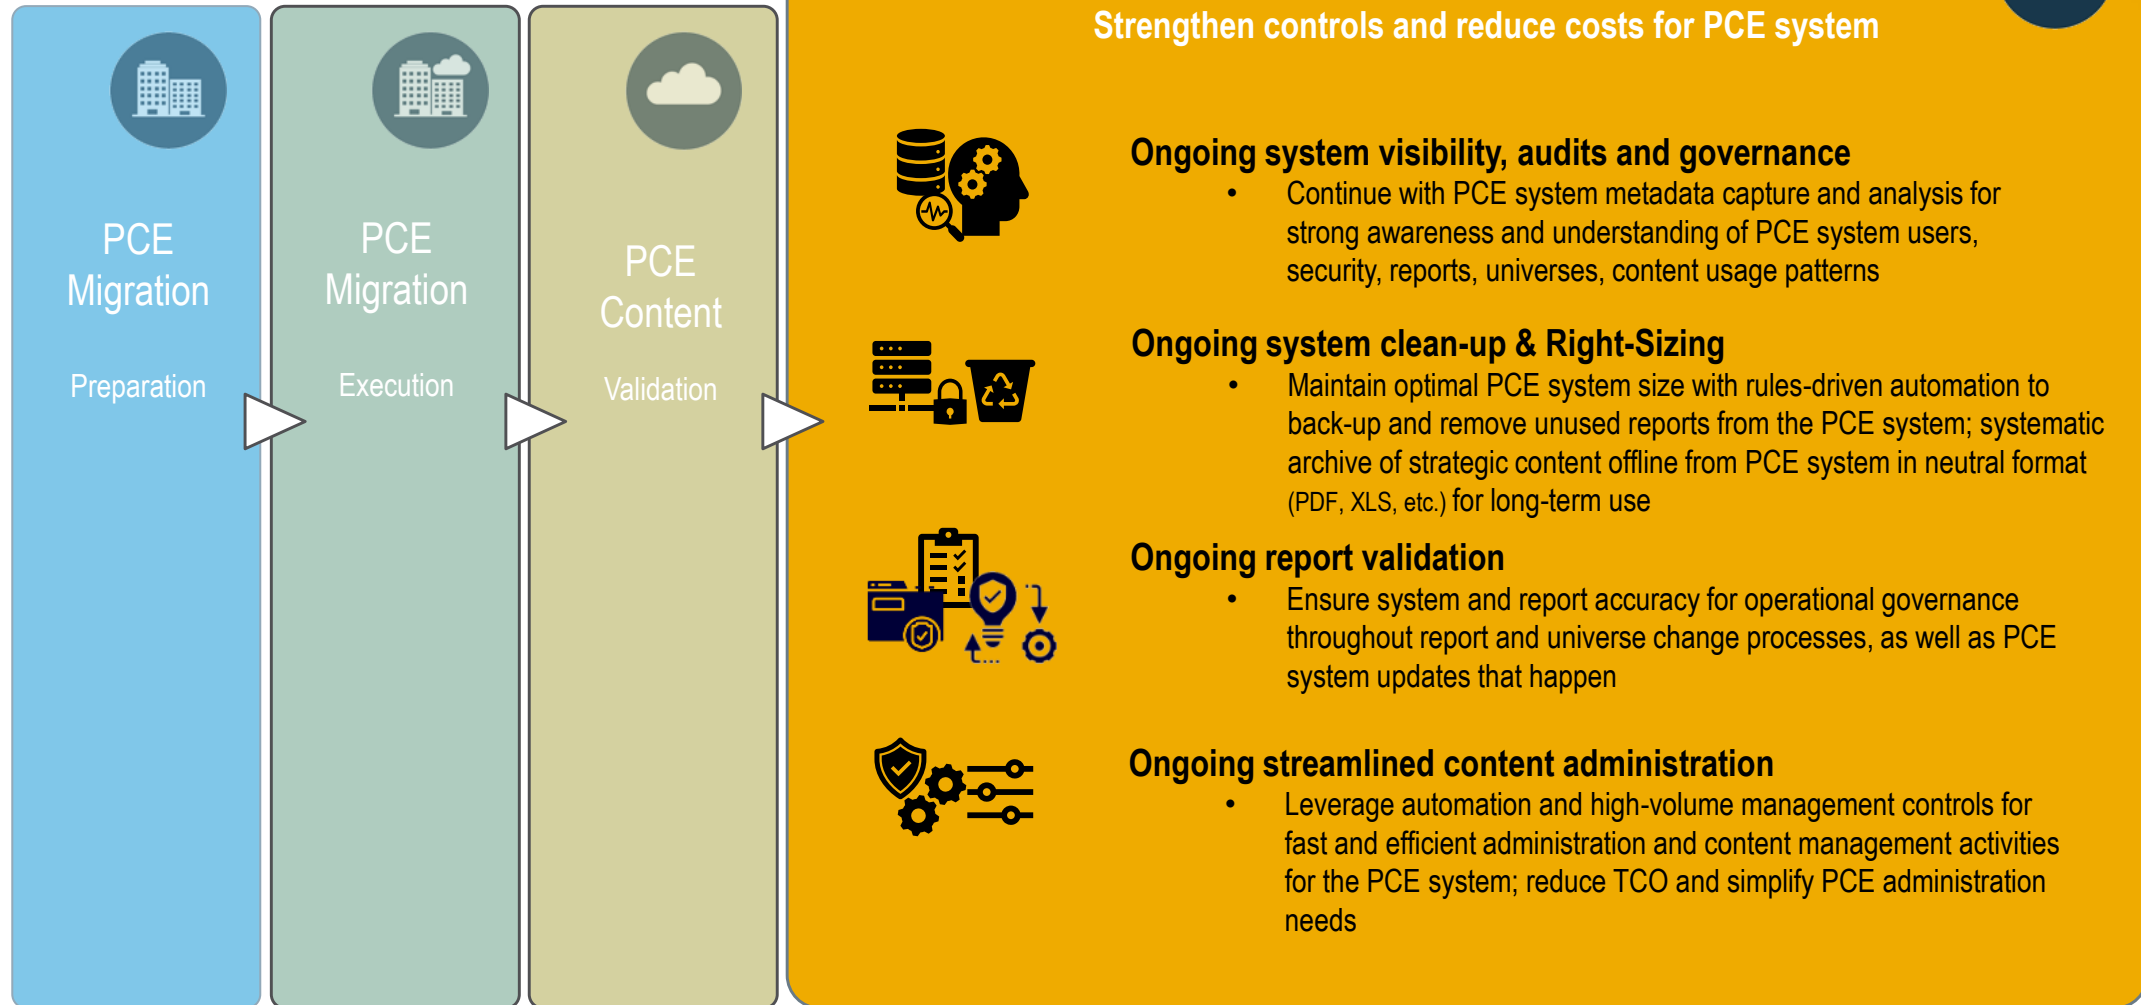 PCE
Migration
Preparation
PCE
Migration
Execution
PCE
Content
Validation
Strengthen controls and reduce costs for PCE system
Ongoing system visibility, audits and governance
• Continue with PCE system metadata capture and analysis for
strong awareness and understanding of PCE system users,
security, reports, universes, content usage patterns
Ongoing system clean-up & Right-Sizing
• Maintain optimal PCE system size with rules-driven automation to
back-up and remove unused reports from the PCE system; systematic
archive of strategic content offline from PCE system in neutral format
(PDF, XLS, etc.) for long-term use
Ongoing report validation
• Ensure system and report accuracy for operational governance
throughout report and universe change processes, as well as PCE
system updates that happen
Ongoing streamlined content administration
• Leverage automation and high-volume management controls for
fast and efficient administration and content management activities
for the PCE system; reduce TCO and simplify PCE administration
needs